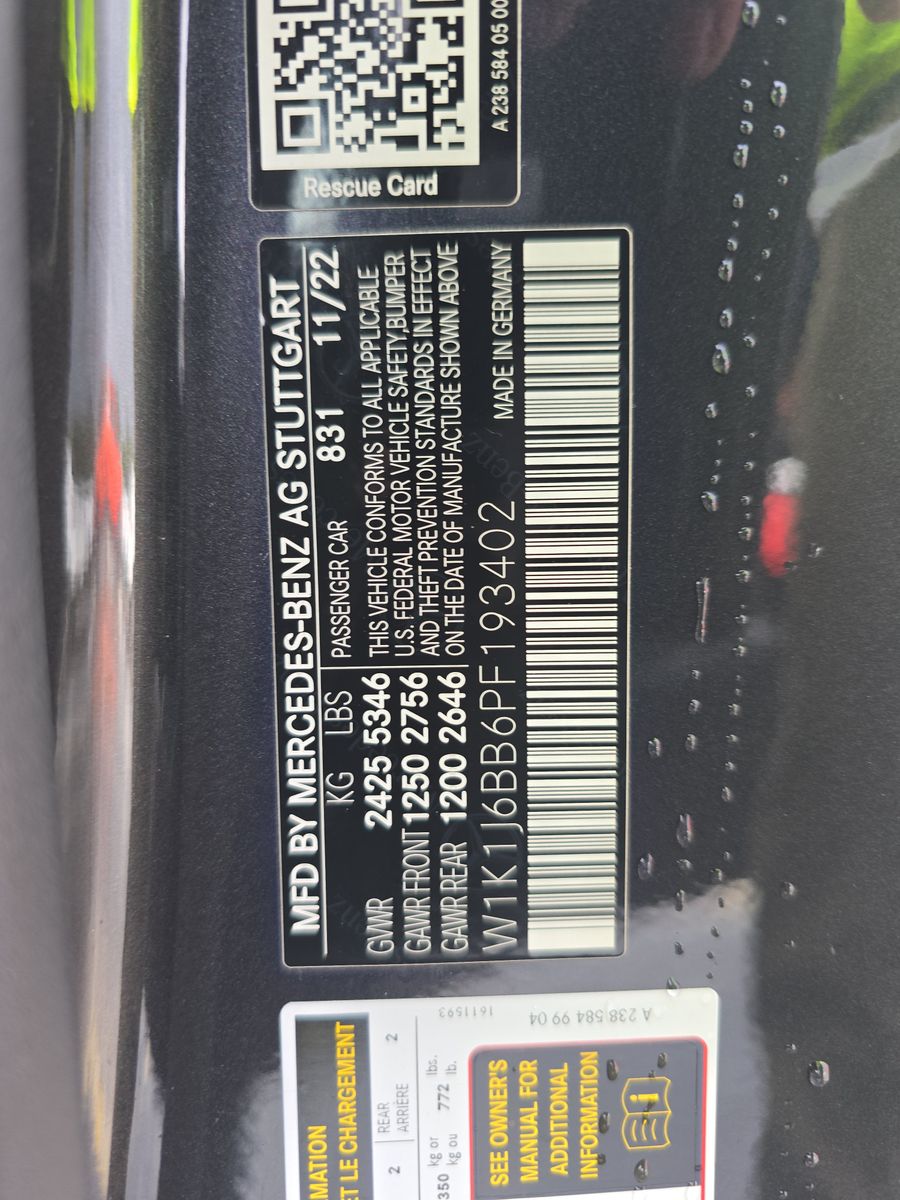 MFD BY MERCEDES-BENZ AG STUTTGART
KG LBS PASSENGER CAR 831 11/22
GVWR 2425 5346 THIS VEHICLE CONFORMS TO ALL APPLICABLE
GAWR FRONT 1250 2756 U.S. FEDERAL MOTOR VEHICLE SAFETY,BUMPER
AND THEFT PREVENTION STANDARDS IN EFFECT
GAWR REAR 1200 2646 ON THE DATE OF MANUFACTURE SHOWN ABOVE
W1K1J6BB6PF193402 MADE IN GERMANY
Rescue Card
A 238 584 05 00
MATION
ET LE CHARGEMENT
2 REAR 2
ARRIÈRE
350 kg or 772 lbs.
kg ou lb.
SEE OWNER'S
MANUAL FOR
ADDITIONAL
INFORMATION
1611593
A 238 584 99 04